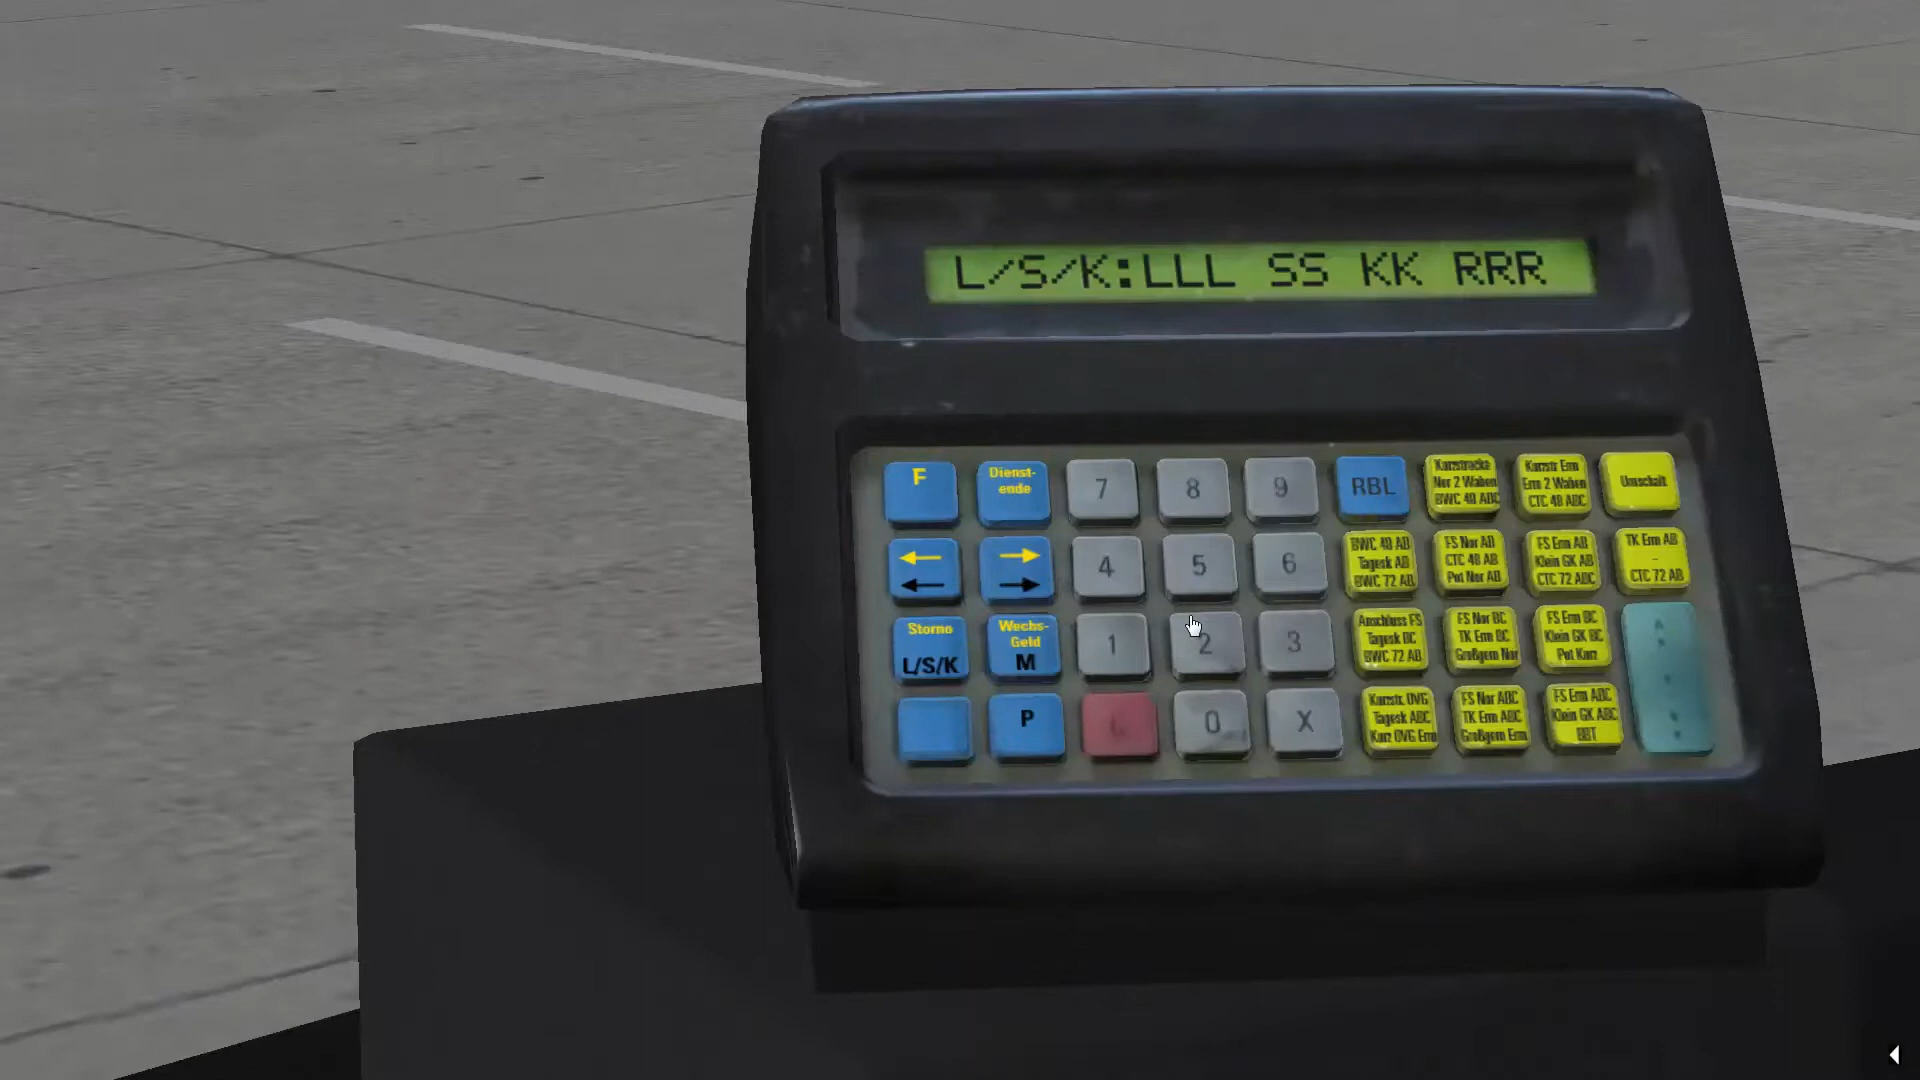 L/S/K:LLL SS KK RRR
F
Dienst-
ende
7
8
9
RBL
Kurzstrecke
Nor 2 Waben
BWC 48 ABC
Kurzstr Erm
Erm 2 Waben
CTC 48 ABC
Umschalt
4
5
6
BWC 48 AB
Tagesk AB
BWC 72 AB
FS Nor AB
CTC 48 AB
Pot Nor AB
FS Erm AB
Klein GK AB
CTC 72 ABC
TK Erm AB
-
CTC 72 AB
Storno
L/S/K
Wechs-
Geld
M
1
2
3
Anschluss FS
Tagesk BC
BWC 72 AB
FS Nor BC
TK Erm BC
Großgem Nor
FS Erm BC
Klein GK BC
Pot Kurz
P
L
0
X
Kurzstr. OVG
Tagesk ABC
Kurz OVG Erm
FS Nor ABC
TK Erm ABC
Großgem Erm
FS Erm ABC
Klein GK ABC
BBT